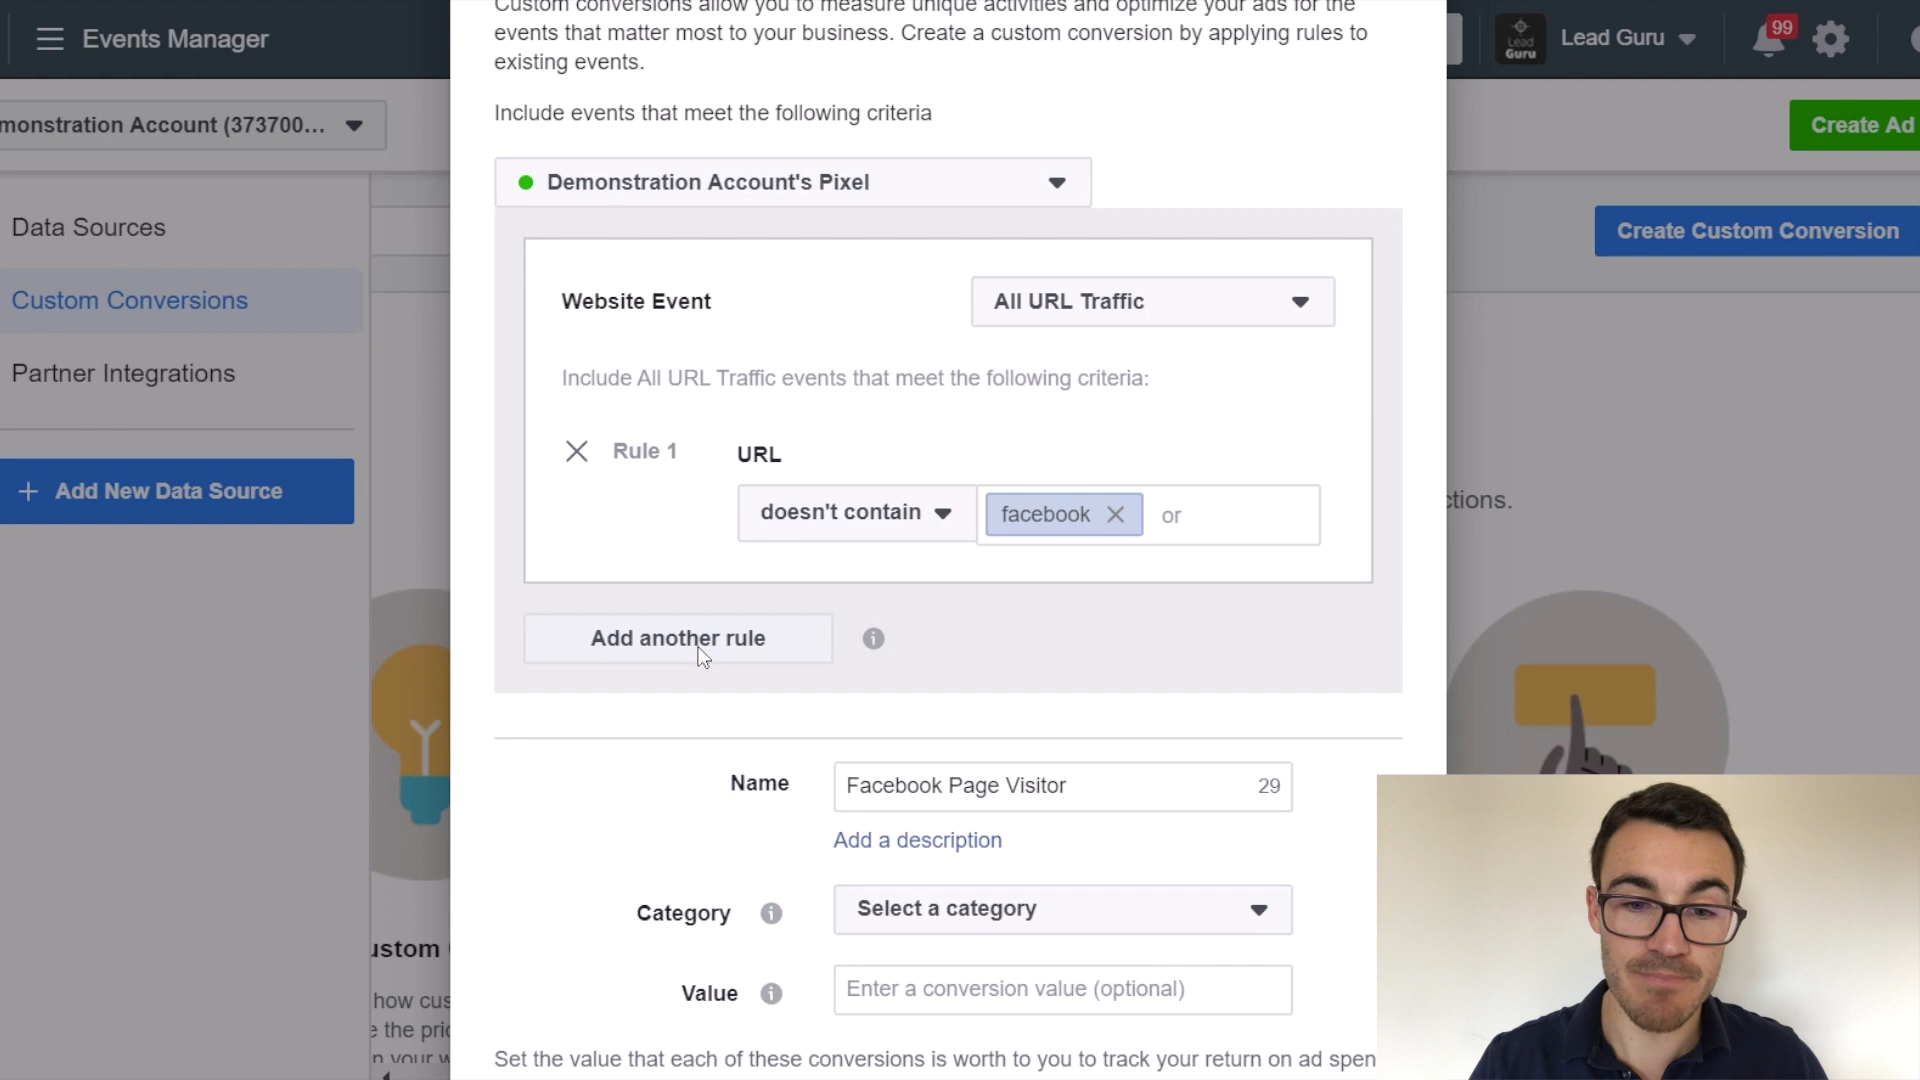 Custom conversions allow you to measure unique activities and optimize your ads for the
events that matter most to your business. Create a custom conversion by applying rules to
existing events.
Events Manager
Lead Guru
Lead Guru
99
Include events that meet the following criteria
monstration Account (373700...
Create Ad
Demonstration Account's Pixel
Data Sources
Create Custom Conversion
Custom Conversions
Website Event
All URL Traffic
Partner Integrations
Include All URL Traffic events that meet the following criteria:
Rule 1
URL
Add New Data Source
doesn't contain
facebook
or
ctions.
Add another rule
Name
Facebook Page Visitor
29
Add a description
Category
Select a category
ustom
how cus
Value
Enter a conversion value (optional)
e the pri
n your w
Set the value that each of these conversions is worth to you to track your return on ad spen